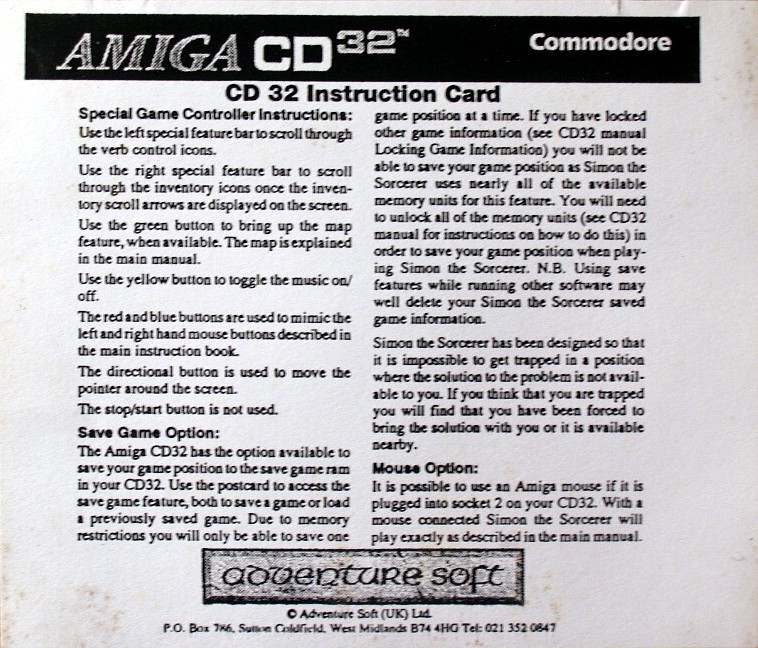 AMIGA CD32™
Commodore
CD 32 Instruction Card
Special Game Controller Instructions:
Use the left special feature bar to scroll through
the verb control icons.
Use the right special feature bar to scroll
through the inventory icons once the inven-
tory scroll arrows are displayed on the screen.
Use the green button to bring up the map
feature, when available. The map is explained
in the main manual.
Use the yellow button to toggle the music on/
off.
The red and blue buttons are used to mimic the
left and right hand mouse buttons described in
the main instruction book.
The directional button is used to move the
pointer around the screen.
The stop/start button is not used.
Save Game Option:
The Amiga CD32 has the option available to
save your game position to the save game ram
in your CD32. Use the postcard to access the
save game feature, both to save a game or load
a previously saved game. Due to memory
restrictions you will only be able to save one
game position at a time. If you have locked
other game information (see CD32 manual
Locking Game Information) you will not be
able to save your game position as Simon the
Sorcerer uses nearly all of the available
memory units for this feature. You will need
to unlock all of the memory units (see CD32
manual for instructions on how to do this) in
order to save your game position when play-
ing Simon the Sorcerer. N.B. Using save
features while running other software may
well delete your Simon the Sorcerer saved
game information.
Simon the Sorcerer has been designed so that
it is impossible to get trapped in a position
where the solution to the problem is not avail-
able to you. If you think that you are trapped
you will find that you have been forced to
bring the solution with you or it is available
nearby.
Mouse Option:
It is possible to use an Amiga mouse if it is
plugged into socket 2 on your CD32. With a
mouse connected Simon the Sorcerer will
play exactly as described in the main manual.
adventure soft
© Adventure Soft (UK) Ltd.
P.O. Box 786, Sutton Coldfield, West Midlands B74 4HG Tel: 021 352 0847